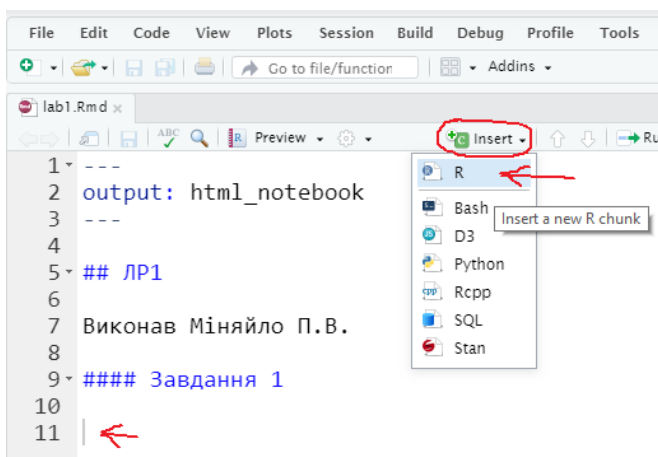 File Edit Code View Plots Session Build Debug Profile Tools
Go to file/function Addins
lab1.Rmd
ABC Preview Insert Ru
1 ---
2 output: html_notebook
3 ---
4
5 ## ЛР1
6
7 Виконав Міняйло П.В.
8
9 #### Завдання 1
10
11
R
Insert a new R chunk
Bash
D3
Python
Rcpp
SQL
Stan